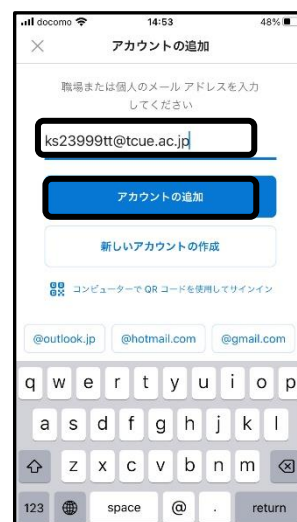 docomo 14:53 48%
アカウントの追加
職場または個人のメール アドレスを入力
してください
ks23999tt@tcue.ac.jp
アカウントの追加
新しいアカウントの作成
コンピューターで QR コードを使用してサインイン
@outlook.jp @hotmail.com @gmail.com
q w e r t y u i o p
a s d f g h j k l
z x c v b n m
123 space @ . return